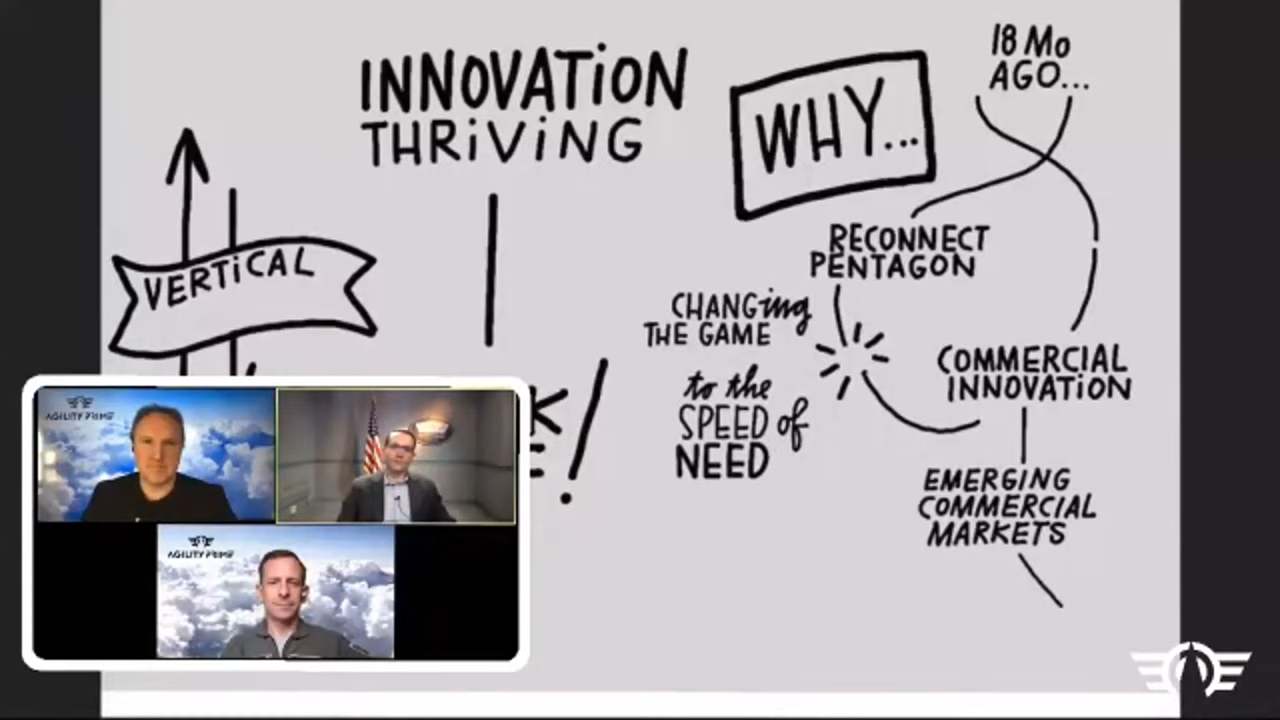 INNOVATION
THRiViNG
VERTiCAL
WHY...
18 Mo
AGO...
RECONNECT
PENTAGON
CHANGing
THE GAME
to the
SPEED of
NEED
COMMERCIAL
INNOVATiON
EMERGING
COMMERCIAL
MARKETS
AGILITY PRIME
AGILITY PRIME